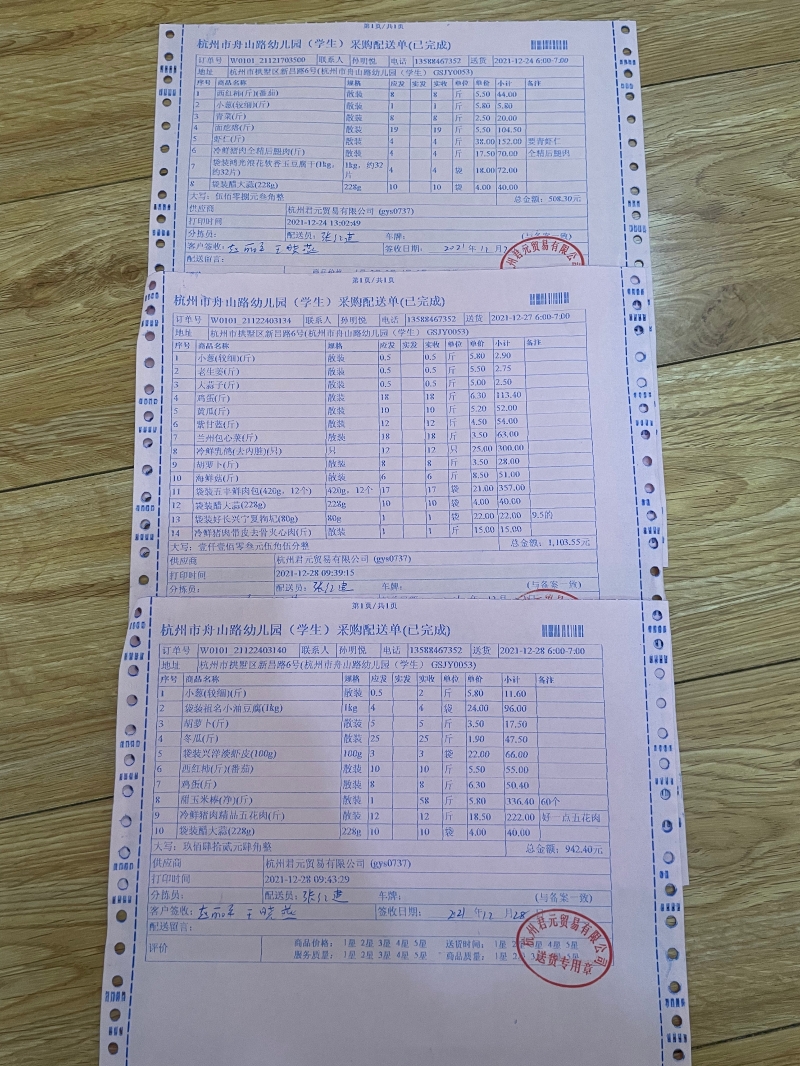 第1页/共1页
杭州市舟山路幼儿园（学生）采购配送单(已完成)
订单号 W0101_21121703500 联系人 孙明悦 电话 13588467352 送货 2021-12-24 6:00-7:00
地址 杭州市拱墅区新昌路6号(杭州市舟山路幼儿园（学生） GSJY0053)
序号 商品名称 规格 应发 实发 实收 单位 单价 小计 备注
1 西红柿(斤)(番茄) 散装 8 8 斤 5.50 44.00
2 小葱(较细)(斤) 散装 1 1 斤 5.80 5.80
3 青菜(斤) 散装 8 8 斤 2.50 20.00
4 面疙瘩(斤) 散装 19 19 斤 5.50 104.50
5 虾仁(斤) 散装 4 4 斤 38.00 152.00 要青虾仁
6 冷鲜猪肉全精后腿肉(斤) 散装 4 4 斤 17.50 70.00 全精后腿肉
7 袋装鸿光浪花软香玉豆腐干(1kg，约32片) 1kg，约32片 4 4 袋 18.00 72.00
8 袋装醋大蒜(228g) 228g 10 10 袋 4.00 40.00
大写：伍佰零捌元叁角整 总金额：508.30元
供应商 杭州君元贸易有限公司 (gys0737)
打印时间 2021-12-24 13:02:49
分拣员： 配送员： 车牌： (与备案一致)
客户签收： 签收日期：
配送留言：
第1页/共1页
杭州市舟山路幼儿园（学生）采购配送单(已完成)
订单号 W0101_21122403134 联系人 孙明悦 电话 13588467352 送货 2021-12-27 6:00-7:00
地址 杭州市拱墅区新昌路6号(杭州市舟山路幼儿园（学生） GSJY0053)
序号 商品名称 规格 应发 实发 实收 单位 单价 小计 备注
1 小葱(较细)(斤) 散装 0.5 0.5 斤 5.80 2.90
2 老生姜(斤) 散装 0.5 0.5 斤 5.50 2.75
3 大蒜子(斤) 散装 0.5 0.5 斤 5.00 2.50
4 鸡蛋(斤) 散装 18 18 斤 6.30 113.40
5 黄瓜(斤) 散装 10 10 斤 5.20 52.00
6 紫甘蓝(斤) 散装 12 12 斤 4.50 54.00
7 兰州包心菜(斤) 散装 18 18 斤 3.50 63.00
8 冷鲜乳鸽(去内脏)(只) 只 12 12 只 25.00 300.00
9 胡萝卜(斤) 散装 8 8 斤 3.50 28.00
10 海鲜菇(斤) 散装 6 6 斤 8.50 51.00
11 袋装五丰鲜肉包(420g，12个) 420g，12个 17 17 袋 21.00 357.00
12 袋装醋大蒜(228g) 228g 10 10 袋 4.00 40.00
13 袋装好长兴宁夏枸杞(80g) 80g 1 1 袋 22.00 22.00 9.5的
14 冷鲜猪肉带皮去骨夹心肉(斤) 散装 1 1 斤 15.00 15.00
大写：壹仟壹佰零叁元伍角伍分整 总金额：1,103.55元
供应商 杭州君元贸易有限公司 (gys0737)
打印时间 2021-12-28 09:39:15
分拣员： 配送员： 车牌： (与备案一致)
第1页/共1页
杭州市舟山路幼儿园（学生）采购配送单(已完成)
订单号 W0101_21122403140 联系人 孙明悦 电话 13588467352 送货 2021-12-28 6:00-7:00
地址 杭州市拱墅区新昌路6号(杭州市舟山路幼儿园（学生） GSJY0053)
序号 商品名称 规格 应发 实发 实收 单位 单价 小计 备注
1 小葱(较细)(斤) 散装 0.5 2 斤 5.80 11.60
2 袋装祖名小油豆腐(1kg) 1kg 4 4 袋 24.00 96.00
3 胡萝卜(斤) 散装 5 5 斤 3.50 17.50
4 冬瓜(斤) 散装 25 25 斤 1.90 47.50
5 袋装兴洋淡虾皮(100g) 100g 3 3 袋 22.00 66.00
6 西红柿(斤)(番茄) 散装 10 10 斤 5.50 55.00
7 鸡蛋(斤) 散装 8 8 斤 6.30 50.40
8 甜玉米棒(净)(斤) 散装 1 58 斤 5.80 336.40 60个
9 冷鲜猪肉精品五花肉(斤) 散装 12 12 斤 18.50 222.00 好一点五花肉
10 袋装醋大蒜(228g) 228g 10 10 袋 4.00 40.00
大写：玖佰肆拾贰元肆角整 总金额：942.40元
供应商 杭州君元贸易有限公司 (gys0737)
打印时间 2021-12-28 09:43:29
分拣员： 配送员： 车牌： (与备案一致)
客户签收： 签收日期： 2021年12月28
配送留言：
评价 商品价格： 1星 2星 3星 4星 5星 送货时间： 1星 2星 3星 4星 5星
服务质量： 1星 2星 3星 4星 5星 商品质量： 1星 2星 3星 4星 5星
杭州君元贸易有限公司
送货专用章